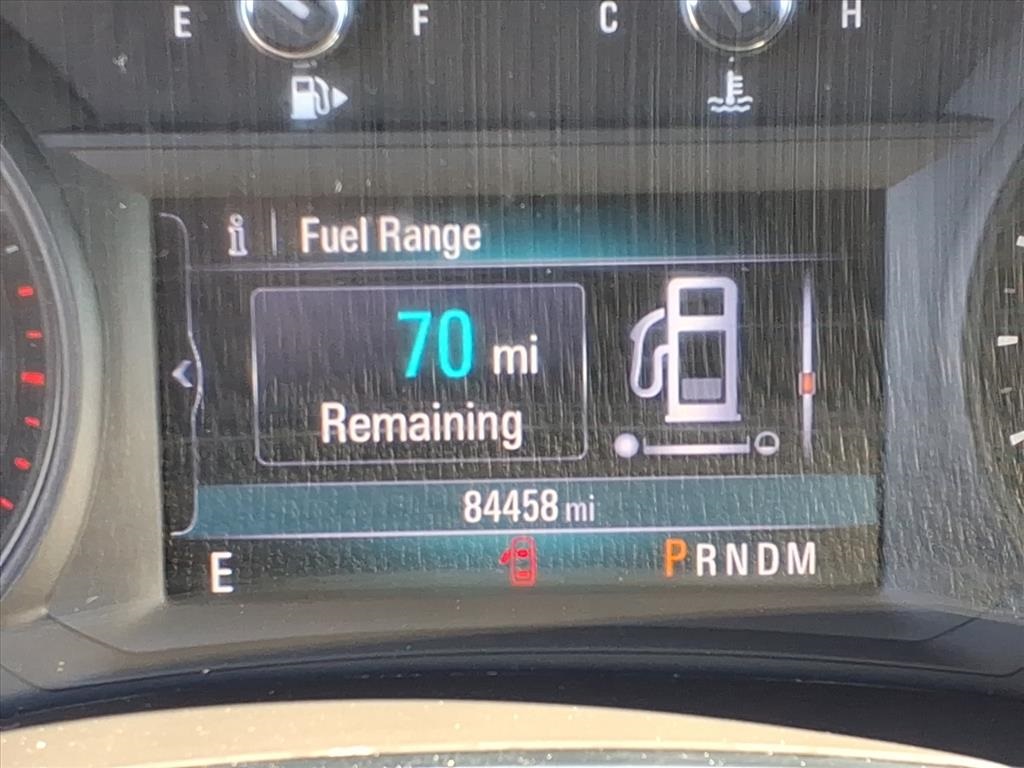 E F C H
i Fuel Range
70 mi
Remaining
84458 mi
E PRNDM